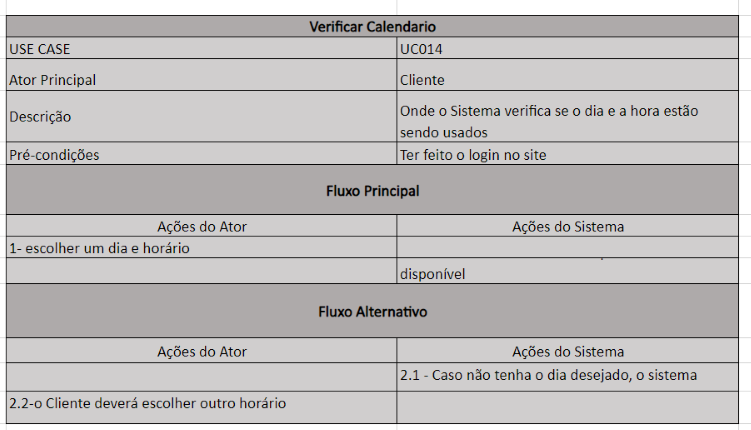 Verificar Calendario
USE CASE
UC014
Ator Principal
Cliente
Descrição
Onde o Sistema verifica se o dia e a hora estão
sendo usados
Pré-condições
Ter feito o login no site
Fluxo Principal
Ações do Ator
Ações do Sistema
1- escolher um dia e horário
disponível
Fluxo Alternativo
Ações do Ator
Ações do Sistema
2.1 - Caso não tenha o dia desejado, o sistema
2.2-o Cliente deverá escolher outro horário